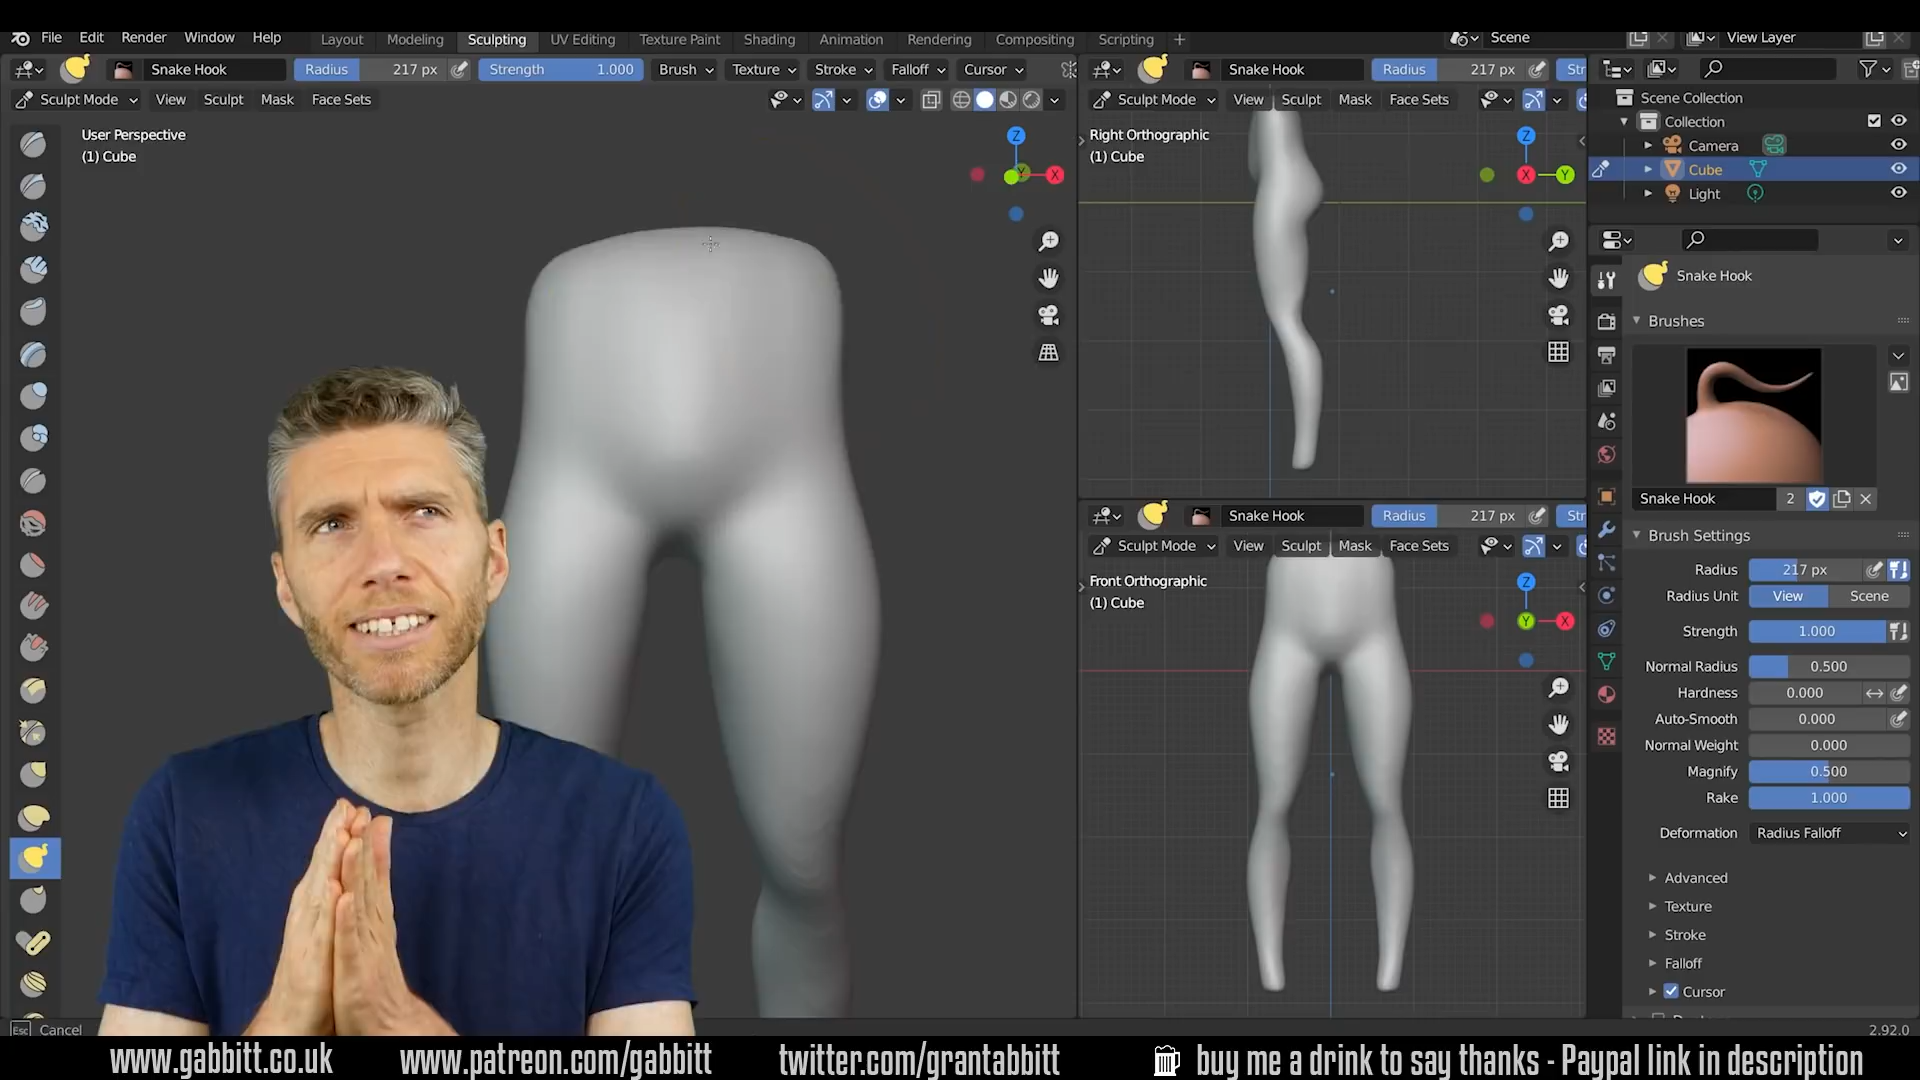 File Edit Render Window Help
Layout Modeling Sculpting UV Editing Texture Paint Shading Animation Rendering Compositing Scripting +
Scene
View Layer
Snake Hook Radius 217 px Strength 1.000 Brush Texture Stroke Falloff Cursor
Sculpt Mode View Sculpt Mask Face Sets
User Perspective
(1) Cube
Z
Y
X
Snake Hook Radius 217 px Str
Sculpt Mode View Sculpt Mask Face Sets
Right Orthographic
(1) Cube
Z
X
Y
Snake Hook Radius 217 px Str
Sculpt Mode View Sculpt Mask Face Sets
Front Orthographic
(1) Cube
Z
Y
X
Scene Collection
Collection
Camera
Cube
Light
Snake Hook
Brushes
Snake Hook 2
Brush Settings
Radius 217 px
Radius Unit View Scene
Strength 1.000
Normal Radius 0.500
Hardness 0.000
Auto-Smooth 0.000
Normal Weight 0.000
Magnify 0.500
Rake 1.000
Deformation Radius Falloff
Advanced
Texture
Stroke
Falloff
Cursor
Esc Cancel
2.92.0
www.gabbitt.co.uk www.patreon.com/gabbitt twitter.com/grantabbitt buy me a drink to say thanks - Paypal link in description